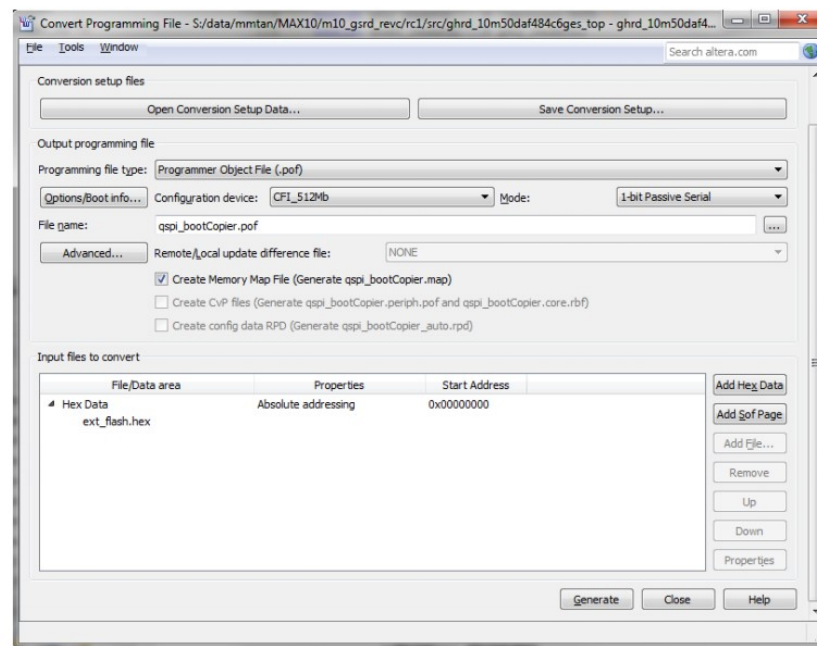 Convert Programming File - S:/data/mmtan/MAX10/m10_gsrd_revc/rc1/src/ghrd_10m50daf484c6ges_top - ghrd_10m50daf4...
File Tools Window
Search altera.com
Conversion setup files
Open Conversion Setup Data... Save Conversion Setup...
Output programming file
Programming file type: Programmer Object File (.pof)
Options/Boot info... Configuration device: CFI_512Mb Mode: 1-bit Passive Serial
File name: qspi_bootCopier.pof ...
Advanced... Remote/Local update difference file: NONE
Create Memory Map File (Generate qspi_bootCopier.map)
Create CvP files (Generate qspi_bootCopier.periph.pof and qspi_bootCopier.core.rbf)
Create config data RPD (Generate qspi_bootCopier_auto.rpd)
Input files to convert
File/Data area Properties Start Address
Hex Data Absolute addressing 0x00000000
ext_flash.hex
Add Hex Data
Add Sof Page
Add File...
Remove
Up
Down
Properties
Generate Close Help